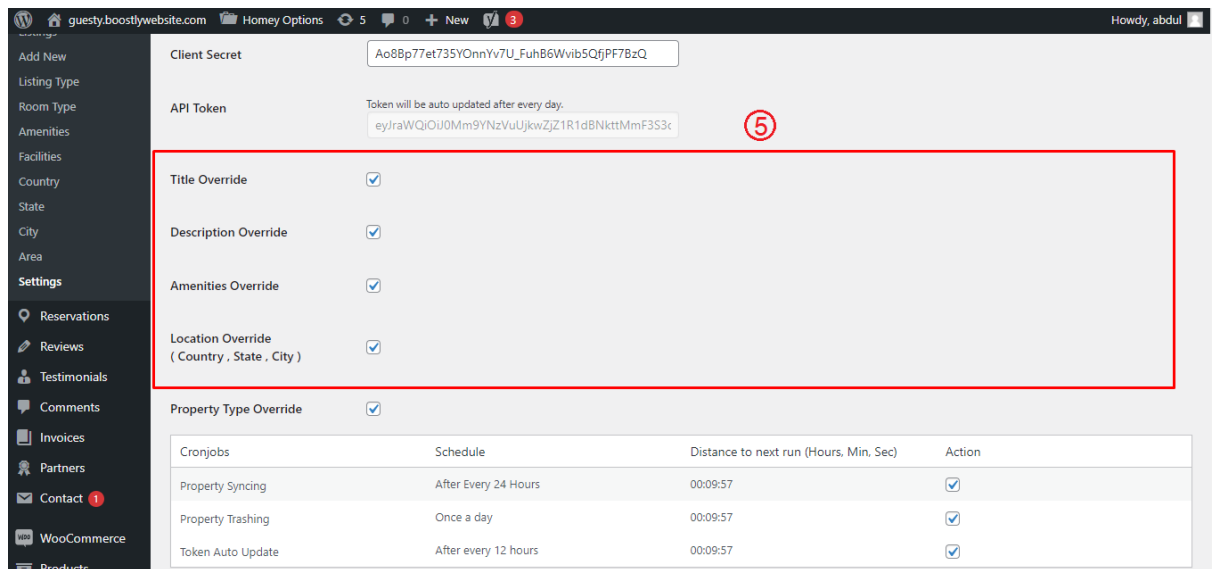 guesty.boostlywebsite.com Homey Options 5 0 + New 3 Howdy, abdul
Listings
Add New
Listing Type
Room Type
Amenities
Facilities
Country
State
City
Area
Settings
Reservations
Reviews
Testimonials
Comments
Invoices
Partners
Contact 1
WooCommerce
Products
Client Secret Ao8Bp77et735YOnnYv7U_FuhB6Wvib5QfjPF7BzQ
Token will be auto updated after every day.
API Token eyJraWQiOiJ0Mm9YNzVuUjkwZjZ1R1dBNkttMmF3S3c
5
Title Override
Description Override
Amenities Override
Location Override
( Country , State , City )
Property Type Override
Cronjobs Schedule Distance to next run (Hours, Min, Sec) Action
Property Syncing After Every 24 Hours 00:09:57
Property Trashing Once a day 00:09:57
Token Auto Update After every 12 hours 00:09:57